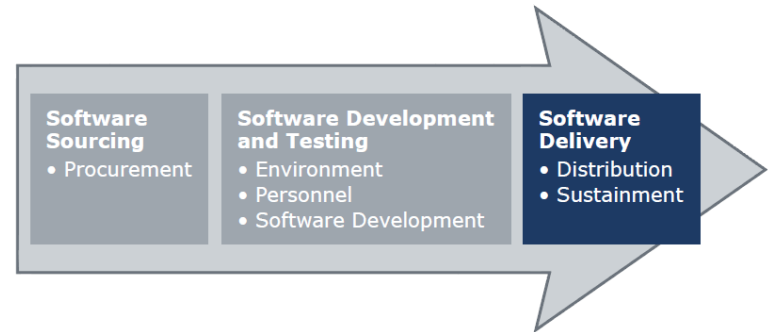 Software
Sourcing
• Procurement
Software Development
and Testing
• Environment
• Personnel
• Software Development
Software
Delivery
• Distribution
• Sustainment